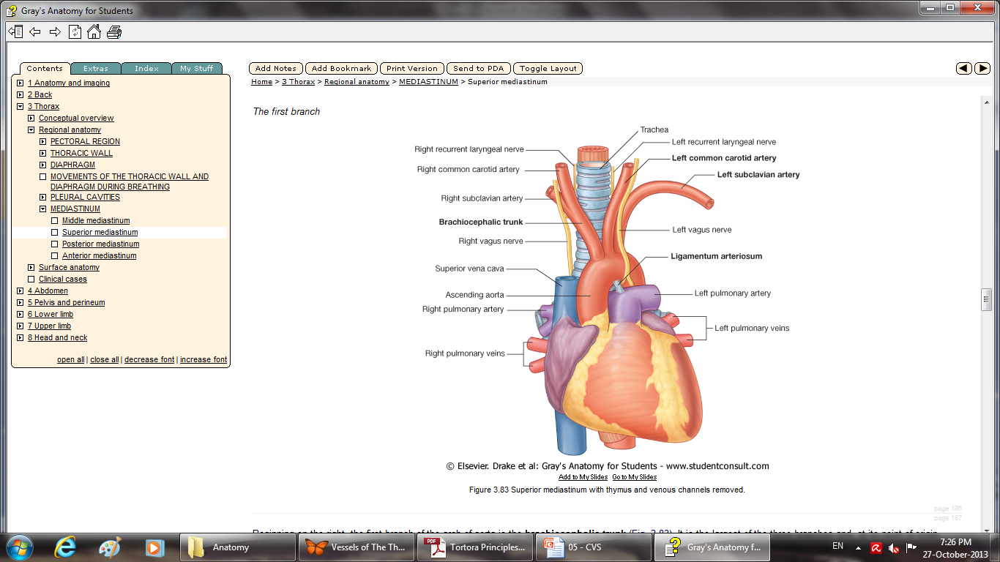 Gray's Anatomy for Students
Contents
Extras
Index
My Stuff
1 Anatomy and imaging
2 Back
3 Thorax
Conceptual overview
Regional anatomy
PECTORAL REGION
THORACIC WALL
DIAPHRAGM
MOVEMENTS OF THE THORACIC WALL AND
DIAPHRAGM DURING BREATHING
PLEURAL CAVITIES
MEDIASTINUM
Middle mediastinum
Superior mediastinum
Posterior mediastinum
Anterior mediastinum
Surface anatomy
Clinical cases
4 Abdomen
5 Pelvis and perineum
6 Lower limb
7 Upper limb
8 Head and neck
open all | close all | decrease font | increase font
Add Notes
Add Bookmark
Print Version
Send to PDA
Toggle Layout
Home > 3 Thorax > Regional anatomy > MEDIASTINUM > Superior mediastinum
The first branch
Trachea
Right recurrent laryngeal nerve
Left recurrent laryngeal nerve
Left common carotid artery
Right common carotid artery
Left subclavian artery
Right subclavian artery
Brachiocephalic trunk
Left vagus nerve
Right vagus nerve
Ligamentum arteriosum
Superior vena cava
Ascending aorta
Left pulmonary artery
Right pulmonary artery
Left pulmonary veins
Right pulmonary veins
© Elsevier. Drake et al: Gray's Anatomy for Students - www.studentconsult.com
Add to My Slides Go to My Slides
Figure 3.83 Superior mediastinum with thymus and venous channels removed.
page 186
page 187
Beginning on the right, the first branch of the arch of aorta is the brachiocephalic trunk (Fig. 3.83). It is the largest of the three branches and, at its point of origin
Anatomy
Vessels of The Th...
Tortora Principles...
05 - CVS
Gray's Anatomy f...
EN
7:26 PM
27-October-2013